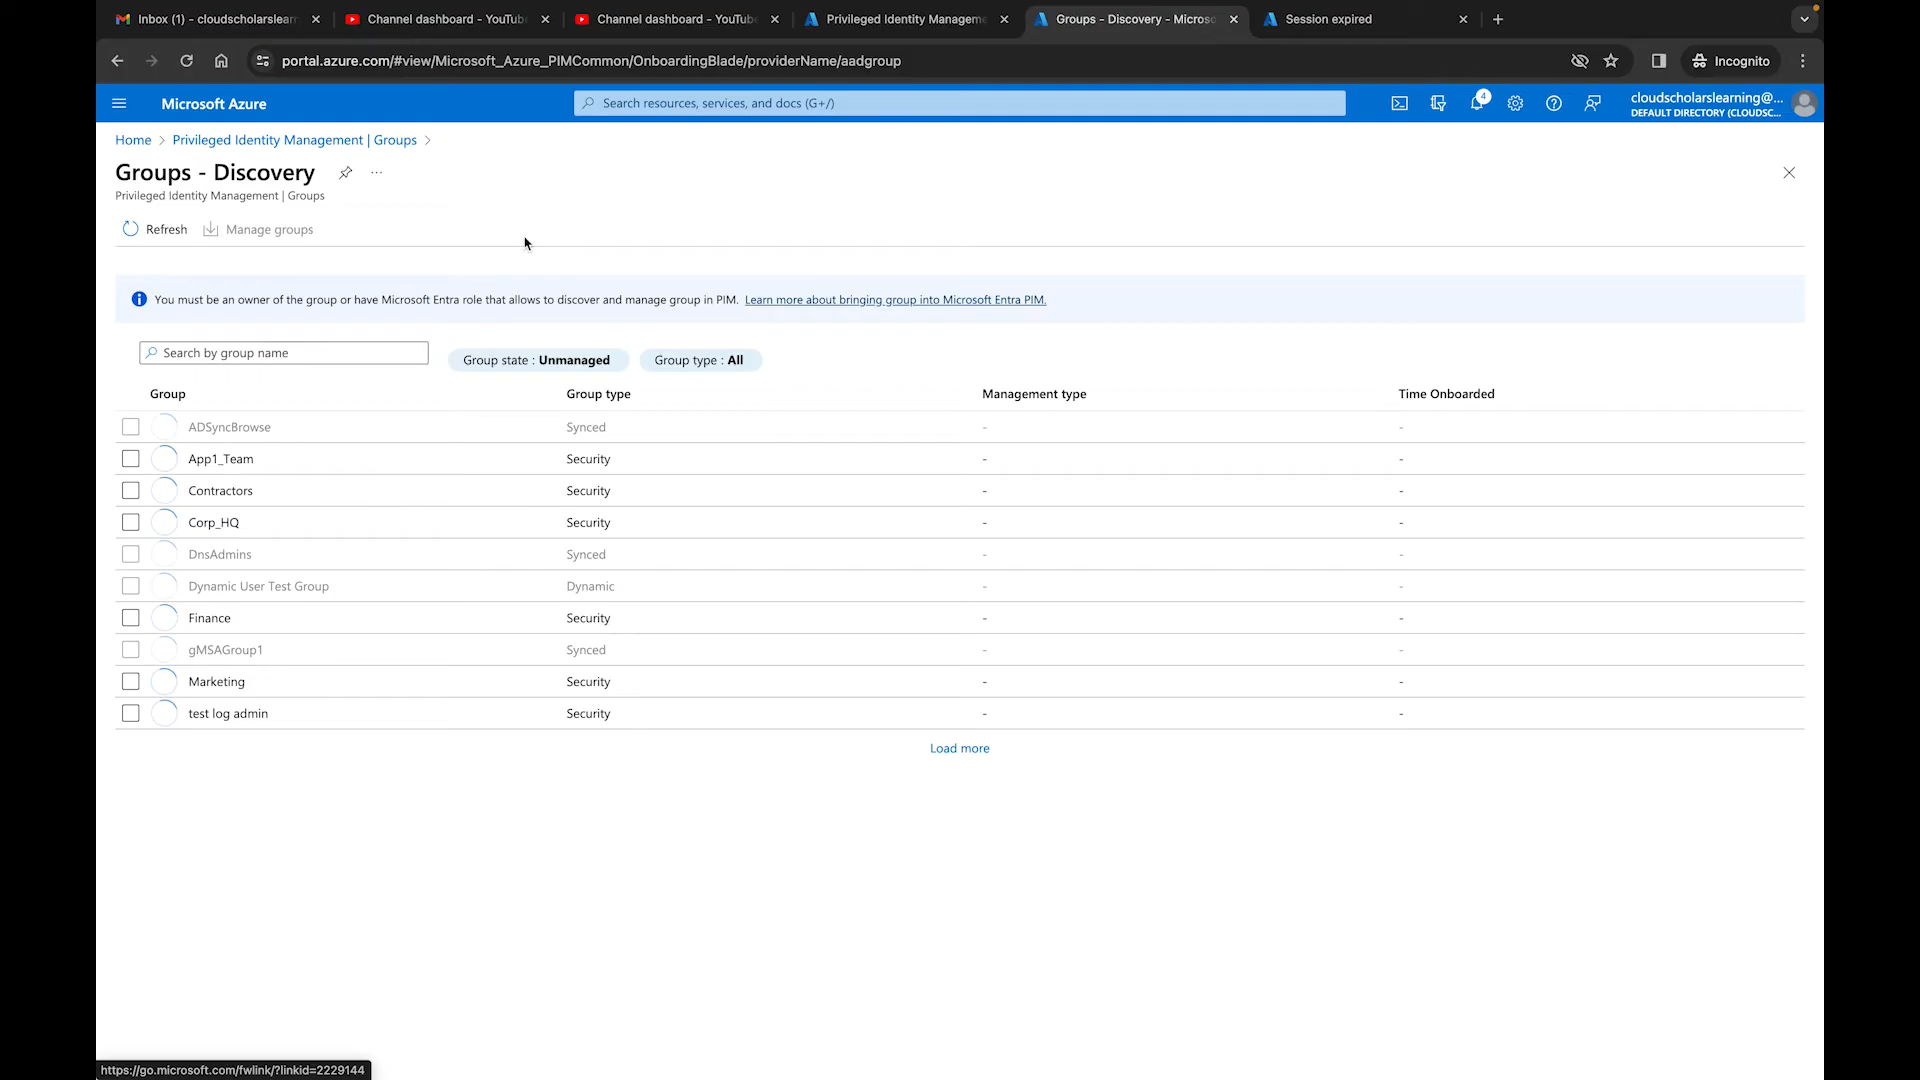 Inbox (1) - cloudscholarslearn
Channel dashboard - YouTube
Channel dashboard - YouTube
Privileged Identity Managem
Groups - Discovery - Micros
Session expired
portal.azure.com/#view/Microsoft_Azure_PIMCommon/OnboardingBlade/providerName/aadgroup
Incognito
Microsoft Azure
Search resources, services, and docs (G+/)
4
cloudscholarslearning@...
DEFAULT DIRECTORY (CLOUDSC...
Home > Privileged Identity Management | Groups >
Groups - Discovery
Privileged Identity Management | Groups
Refresh Manage groups
You must be an owner of the group or have Microsoft Entra role that allows to discover and manage group in PIM. Learn more about bringing group into Microsoft Entra PIM.
Search by group name Group state : Unmanaged Group type : All
Group Group type Management type Time Onboarded
ADSyncBrowse Synced - -
App1_Team Security - -
Contractors Security - -
Corp_HQ Security - -
DnsAdmins Synced - -
Dynamic User Test Group Dynamic - -
Finance Security - -
gMSAGroup1 Synced - -
Marketing Security - -
test log admin Security - -
Load more
https://go.microsoft.com/fwlink/?linkid=2229144